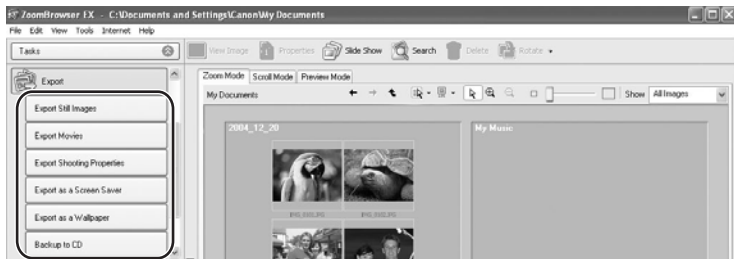 ZoomBrowser EX - C:\Documents and Settings\Canon\My Documents
File Edit View Tools Internet Help
Tasks View Image Properties Slide Show Search Delete Rotate
Export
Zoom Mode Scroll Mode Preview Mode
My Documents Show All Images
Export Still Images
2004_12_20 My Music
Export Movies
Export Shooting Properties
Export as a Screen Saver
Export as a Wallpaper
Backup to CD